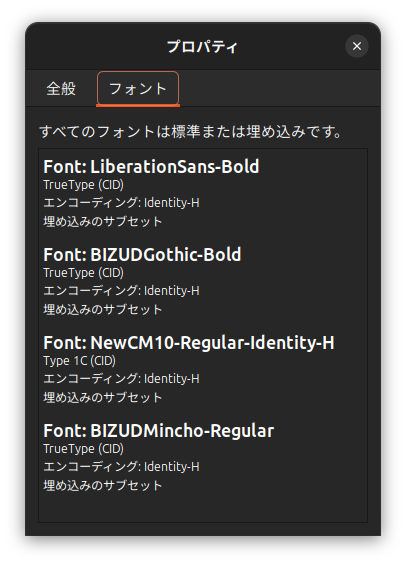 プロパティ
全般
フォント
すべてのフォントは標準または埋め込みです。
Font: LiberationSans-Bold
TrueType (CID)
エンコーディング: Identity-H
埋め込みのサブセット
Font: BIZUDGothic-Bold
TrueType (CID)
エンコーディング: Identity-H
埋め込みのサブセット
Font: NewCM10-Regular-Identity-H
Type 1C (CID)
エンコーディング: Identity-H
埋め込みのサブセット
Font: BIZUDMincho-Regular
TrueType (CID)
エンコーディング: Identity-H
埋め込みのサブセット